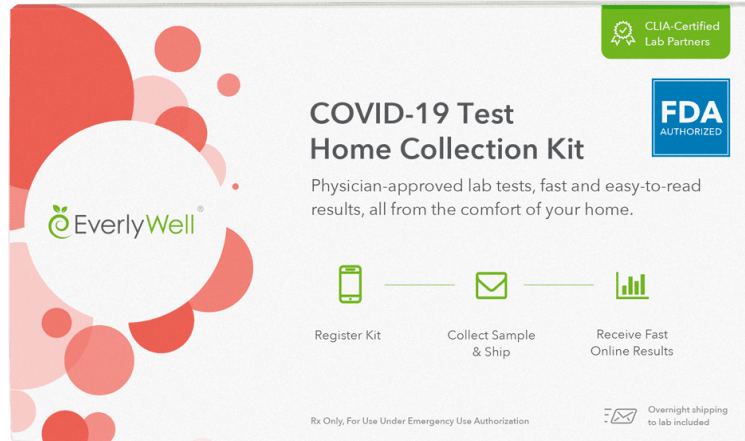 CLIA-Certified
Lab Partners
COVID-19 Test
Home Collection Kit
FDA
AUTHORIZED
Physician-approved lab tests, fast and easy-to-read
results, all from the comfort of your home.
EverlyWell®
Register Kit
Collect Sample
& Ship
Receive Fast
Online Results
Rx Only, For Use Under Emergency Use Authorization
Overnight shipping
to lab included